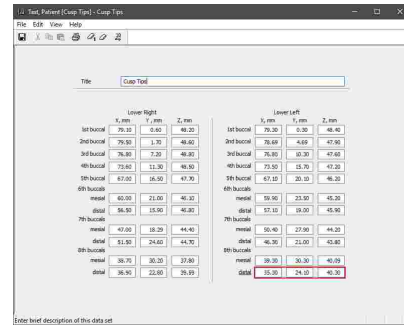 Test, Patient [Cusp Tips] - Cusp Tips
File Edit View Help
Title Cusp Tips
Lower Right Lower Left
X, mm Y, mm Z, mm X, mm Y, mm Z, mm
1st buccal 79.10 0.60 48.20 1st buccal 79.30 0.30 48.40
2nd buccal 79.50 1.70 48.60 2nd buccal 78.69 4.69 47.90
3rd buccal 76.80 7.20 48.80 3rd buccal 76.80 10.30 47.60
4th buccal 73.60 11.30 48.50 4th buccal 73.50 15.70 47.20
5th buccal 67.00 16.50 47.70 5th buccal 67.10 20.10 46.20
6th buccals 6th buccals
mesial 60.00 21.00 46.10 mesial 59.90 23.50 45.20
distal 56.50 15.90 46.80 distal 57.10 19.00 45.90
7th buccals 7th buccals
mesial 47.00 18.29 44.40 mesial 50.40 27.90 44.20
distal 51.50 24.60 44.70 distal 46.30 21.00 43.80
8th buccals 8th buccals
mesial 38.70 30.20 37.80 mesial 39.30 30.30 40.09
distal 36.90 22.80 39.59 distal 35.30 24.10 40.30
Enter brief description of this data set